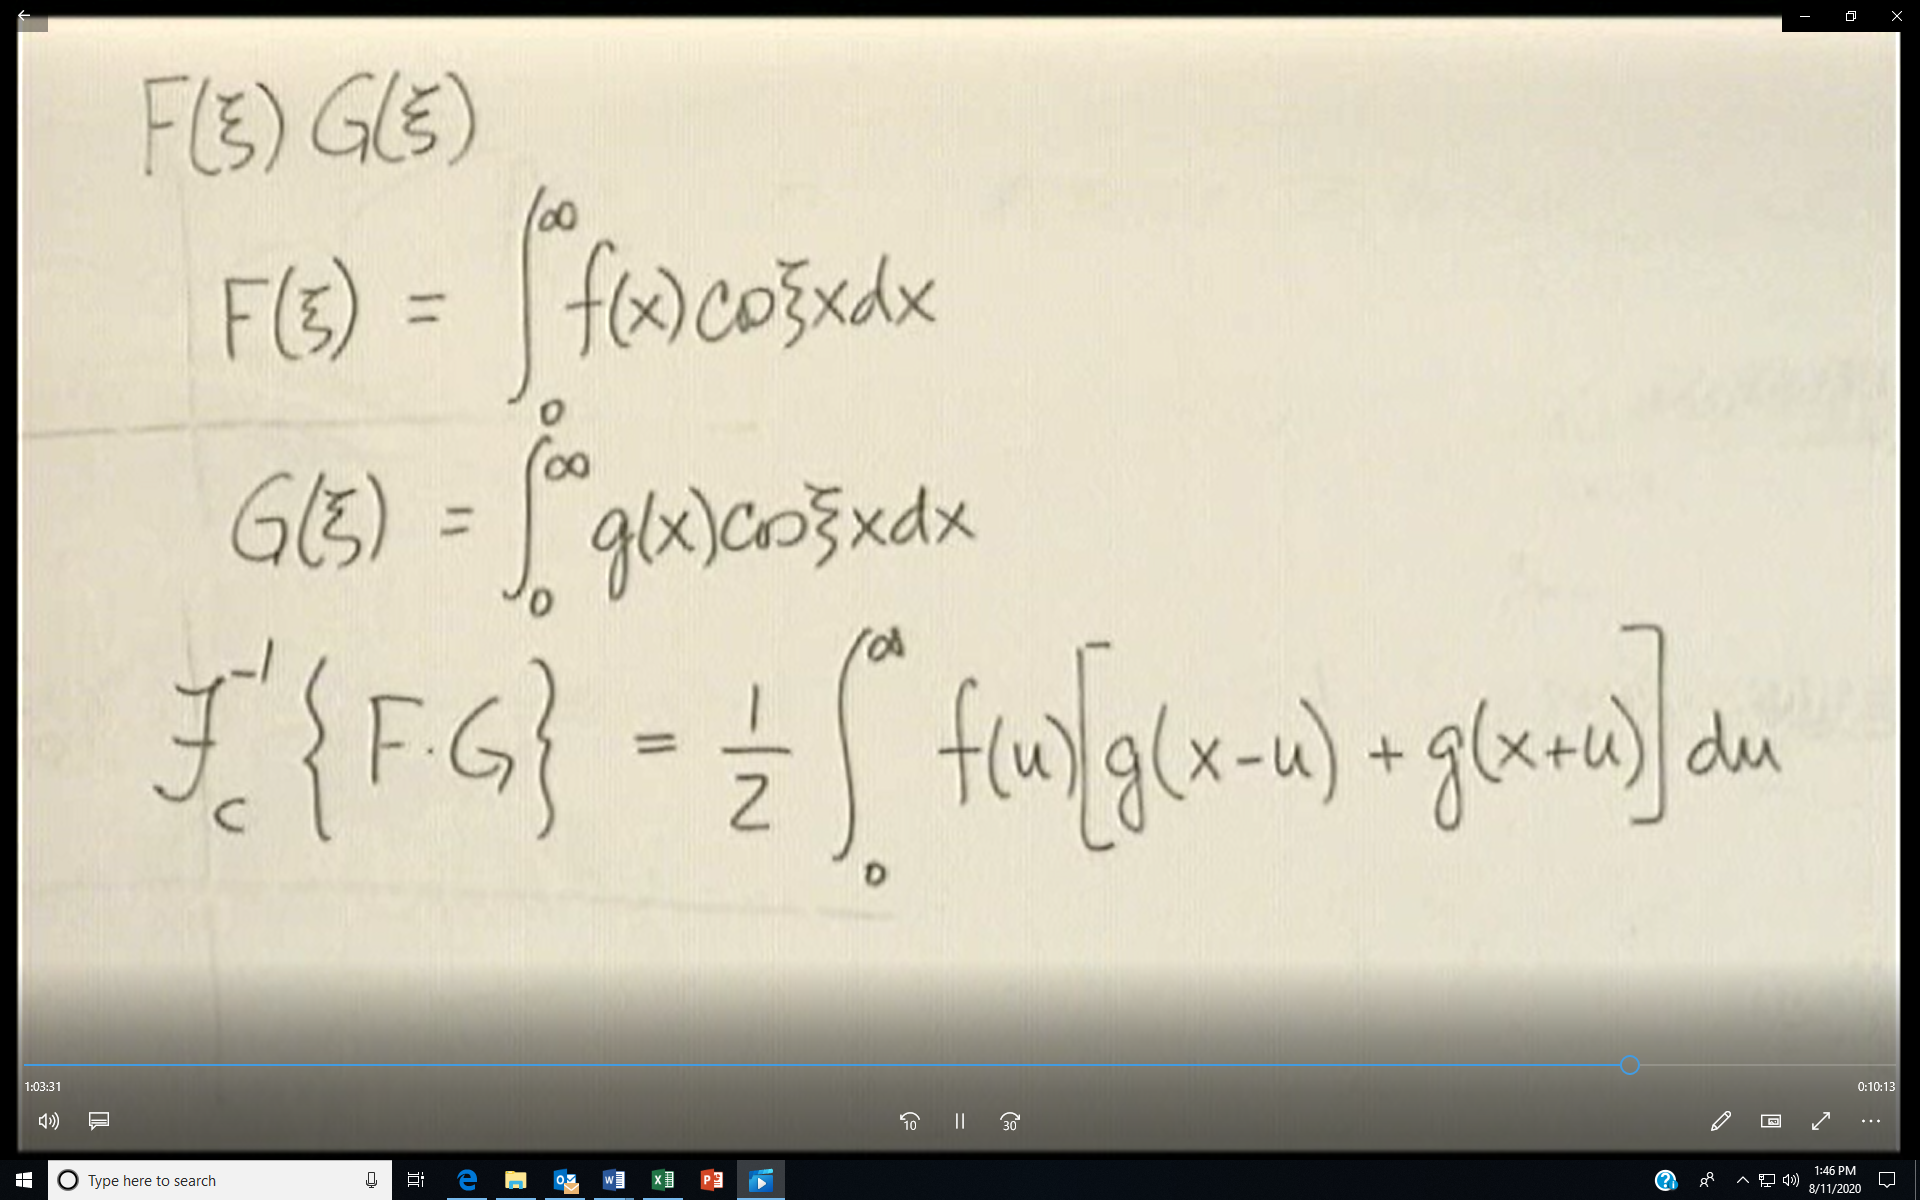 F(ξ) G(ξ)
F(ξ) = ∫₀^∞ f(x) cos ξx dx
G(ξ) = ∫₀^∞ g(x) cos ξx dx
ℱ_c^{-1} { F·G } = 1/2 ∫₀^∞ f(u) [ g(x-u) + g(x+u) ] du
1:03:31
0:10:13
10
30
Type here to search
1:46 PM
8/11/2020